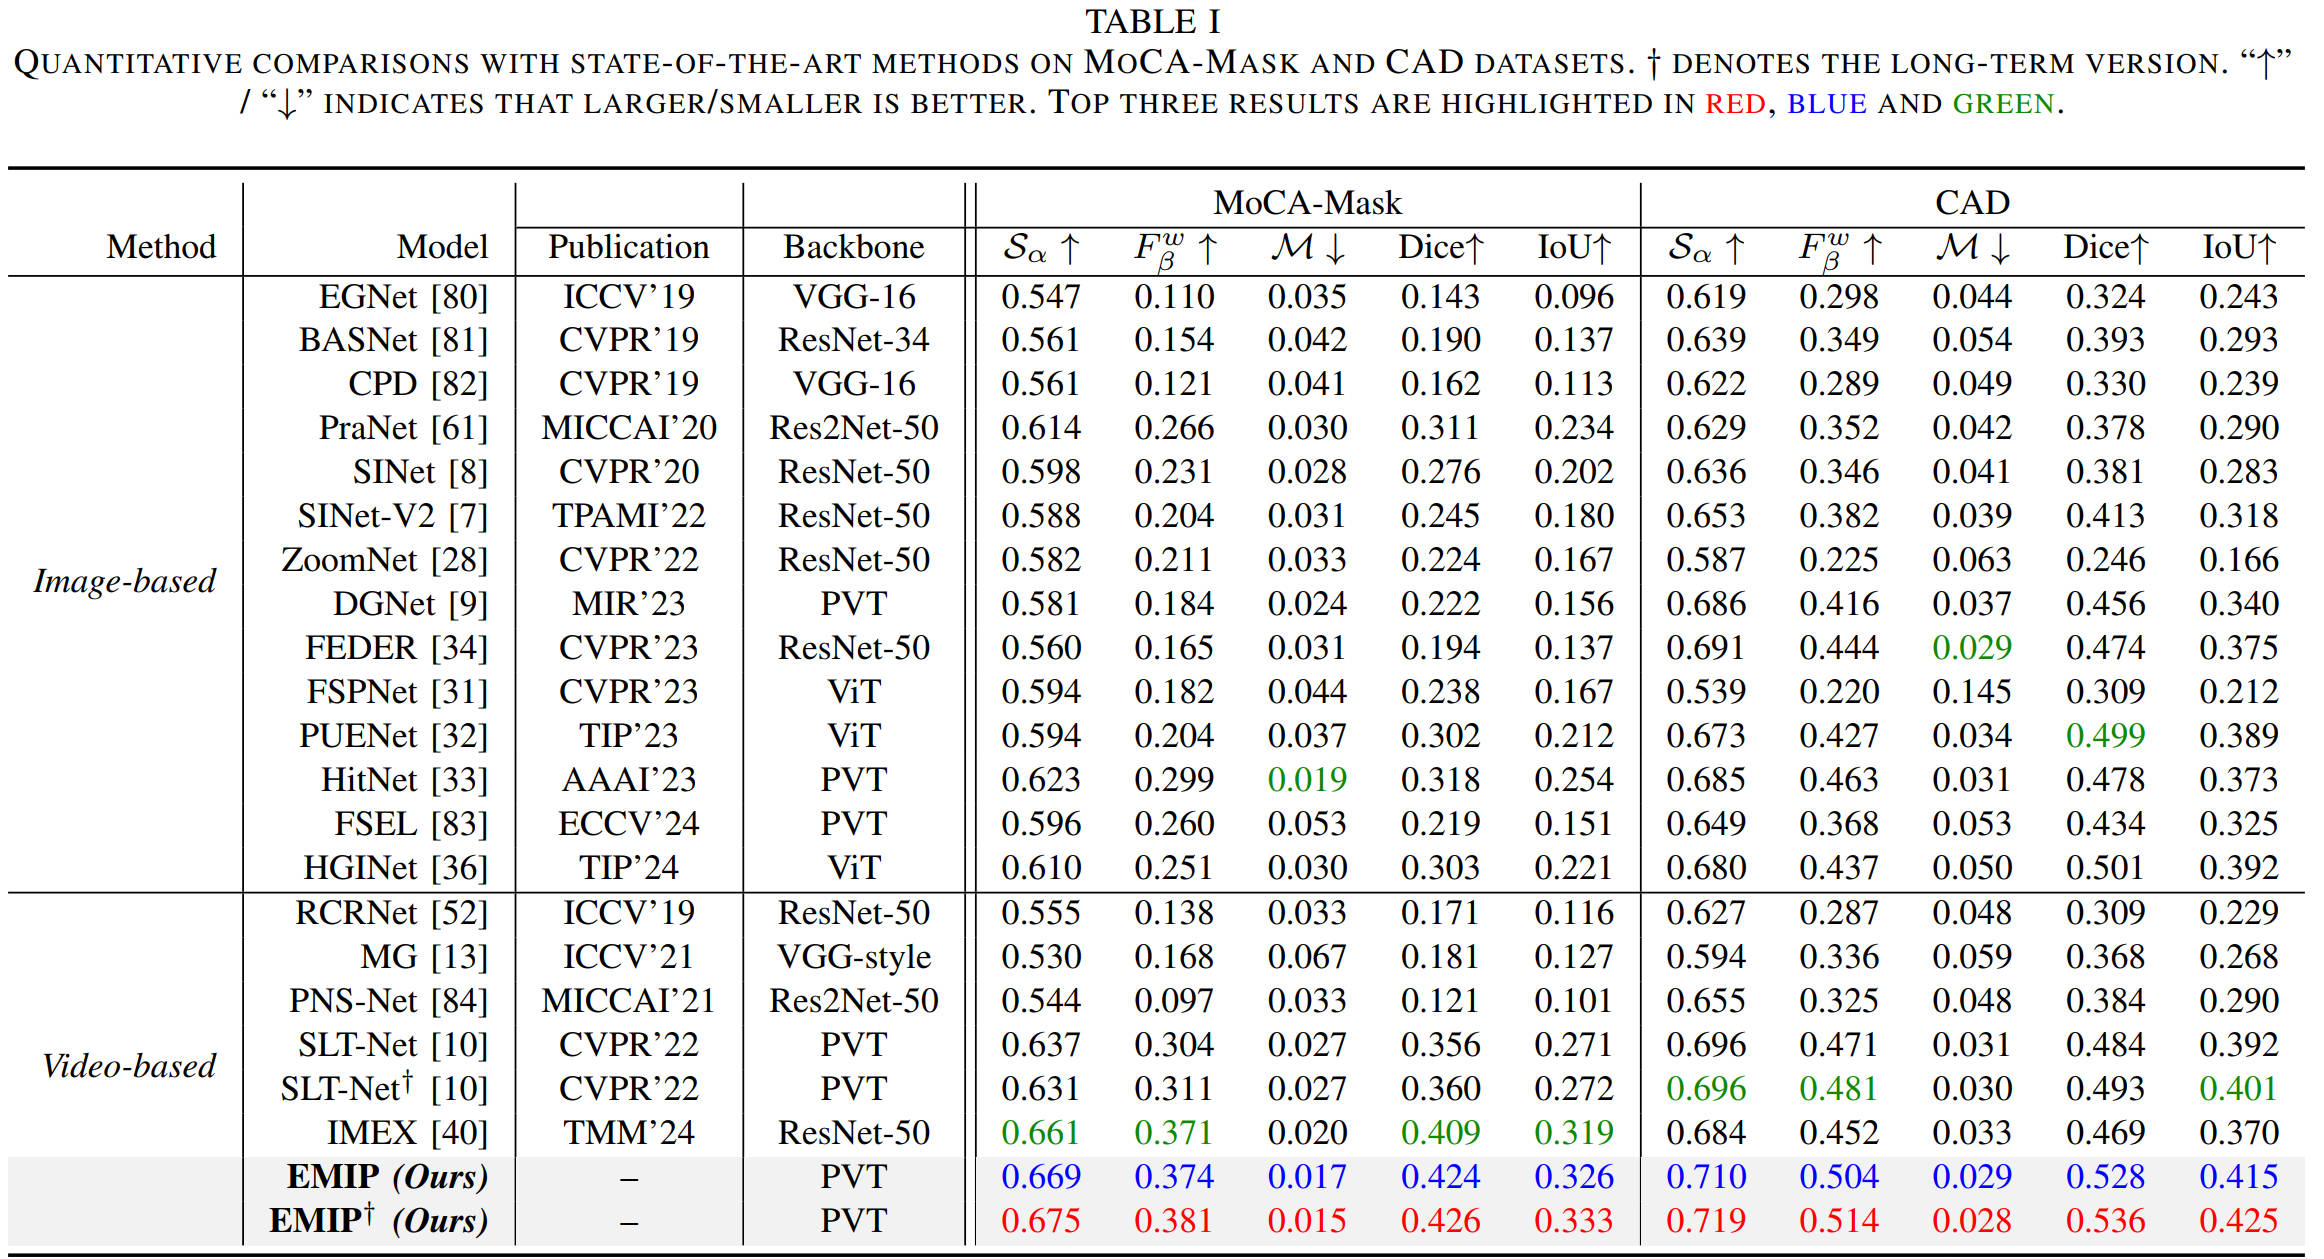 TABLE I
QUANTITATIVE COMPARISONS WITH STATE-OF-THE-ART METHODS ON MOCA-MASK AND CAD DATASETS. † DENOTES THE LONG-TERM VERSION. “↑”
/ “↓” INDICATES THAT LARGER/SMALLER IS BETTER. TOP THREE RESULTS ARE HIGHLIGHTED IN RED, BLUE AND GREEN.
MoCA-Mask CAD
Method Model Publication Backbone 𝒮α ↑ F^w_β ↑ ℳ ↓ Dice↑ IoU↑ 𝒮α ↑ F^w_β ↑ ℳ ↓ Dice↑ IoU↑
EGNet [80] ICCV’19 VGG-16 0.547 0.110 0.035 0.143 0.096 0.619 0.298 0.044 0.324 0.243
BASNet [81] CVPR’19 ResNet-34 0.561 0.154 0.042 0.190 0.137 0.639 0.349 0.054 0.393 0.293
CPD [82] CVPR’19 VGG-16 0.561 0.121 0.041 0.162 0.113 0.622 0.289 0.049 0.330 0.239
PraNet [61] MICCAI’20 Res2Net-50 0.614 0.266 0.030 0.311 0.234 0.629 0.352 0.042 0.378 0.290
SINet [8] CVPR’20 ResNet-50 0.598 0.231 0.028 0.276 0.202 0.636 0.346 0.041 0.381 0.283
SINet-V2 [7] TPAMI’22 ResNet-50 0.588 0.204 0.031 0.245 0.180 0.653 0.382 0.039 0.413 0.318
ZoomNet [28] CVPR’22 ResNet-50 0.582 0.211 0.033 0.224 0.167 0.587 0.225 0.063 0.246 0.166
Image-based
DGNet [9] MIR’23 PVT 0.581 0.184 0.024 0.222 0.156 0.686 0.416 0.037 0.456 0.340
FEDER [34] CVPR’23 ResNet-50 0.560 0.165 0.031 0.194 0.137 0.691 0.444 0.029 0.474 0.375
FSPNet [31] CVPR’23 ViT 0.594 0.182 0.044 0.238 0.167 0.539 0.220 0.145 0.309 0.212
PUENet [32] TIP’23 ViT 0.594 0.204 0.037 0.302 0.212 0.673 0.427 0.034 0.499 0.389
HitNet [33] AAAI’23 PVT 0.623 0.299 0.019 0.318 0.254 0.685 0.463 0.031 0.478 0.373
FSEL [83] ECCV’24 PVT 0.596 0.260 0.053 0.219 0.151 0.649 0.368 0.053 0.434 0.325
HGINet [36] TIP’24 ViT 0.610 0.251 0.030 0.303 0.221 0.680 0.437 0.050 0.501 0.392
RCRNet [52] ICCV’19 ResNet-50 0.555 0.138 0.033 0.171 0.116 0.627 0.287 0.048 0.309 0.229
MG [13] ICCV’21 VGG-style 0.530 0.168 0.067 0.181 0.127 0.594 0.336 0.059 0.368 0.268
PNS-Net [84] MICCAI’21 Res2Net-50 0.544 0.097 0.033 0.121 0.101 0.655 0.325 0.048 0.384 0.290
SLT-Net [10] CVPR’22 PVT 0.637 0.304 0.027 0.356 0.271 0.696 0.471 0.031 0.484 0.392
Video-based
SLT-Net† [10] CVPR’22 PVT 0.631 0.311 0.027 0.360 0.272 0.696 0.481 0.030 0.493 0.401
IMEX [40] TMM’24 ResNet-50 0.661 0.371 0.020 0.409 0.319 0.684 0.452 0.033 0.469 0.370
EMIP (Ours) – PVT 0.669 0.374 0.017 0.424 0.326 0.710 0.504 0.029 0.528 0.415
EMIP† (Ours) – PVT 0.675 0.381 0.015 0.426 0.333 0.719 0.514 0.028 0.536 0.425